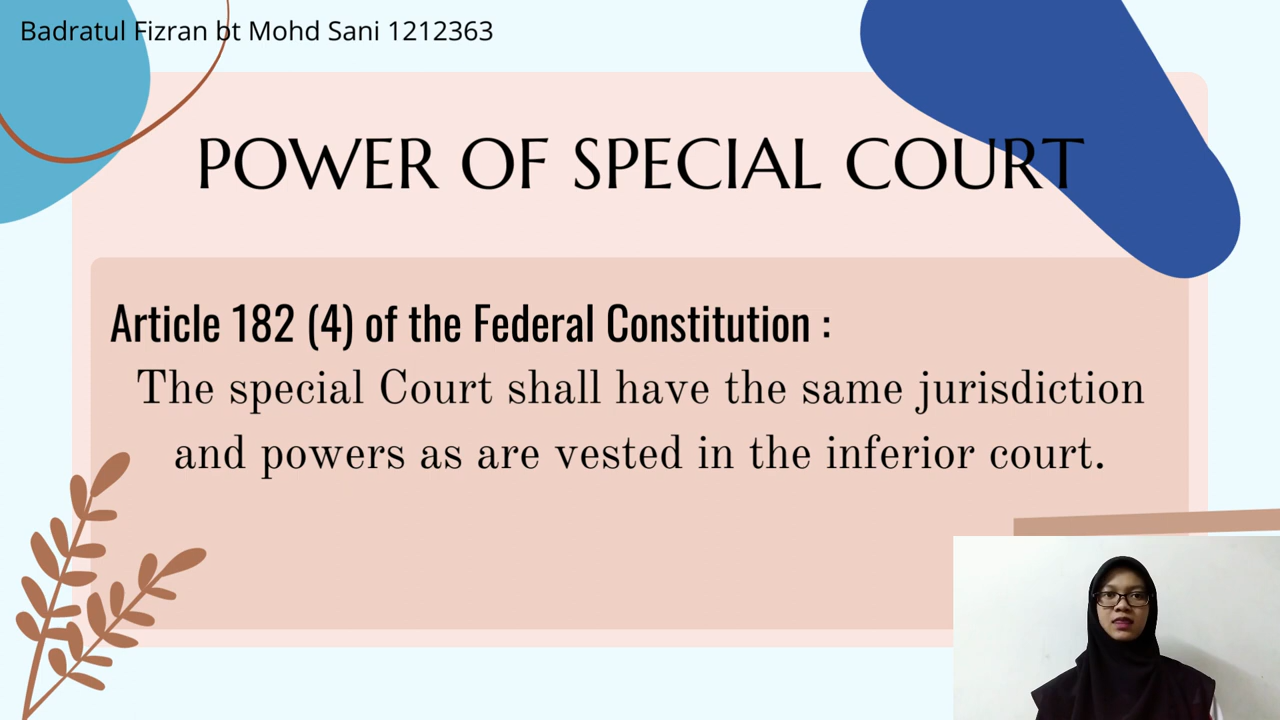 Badratul Fizran bt Mohd Sani 1212363
POWER OF SPECIAL COURT
Article 182 (4) of the Federal Constitution :
The special Court shall have the same jurisdiction
and powers as are vested in the inferior court.